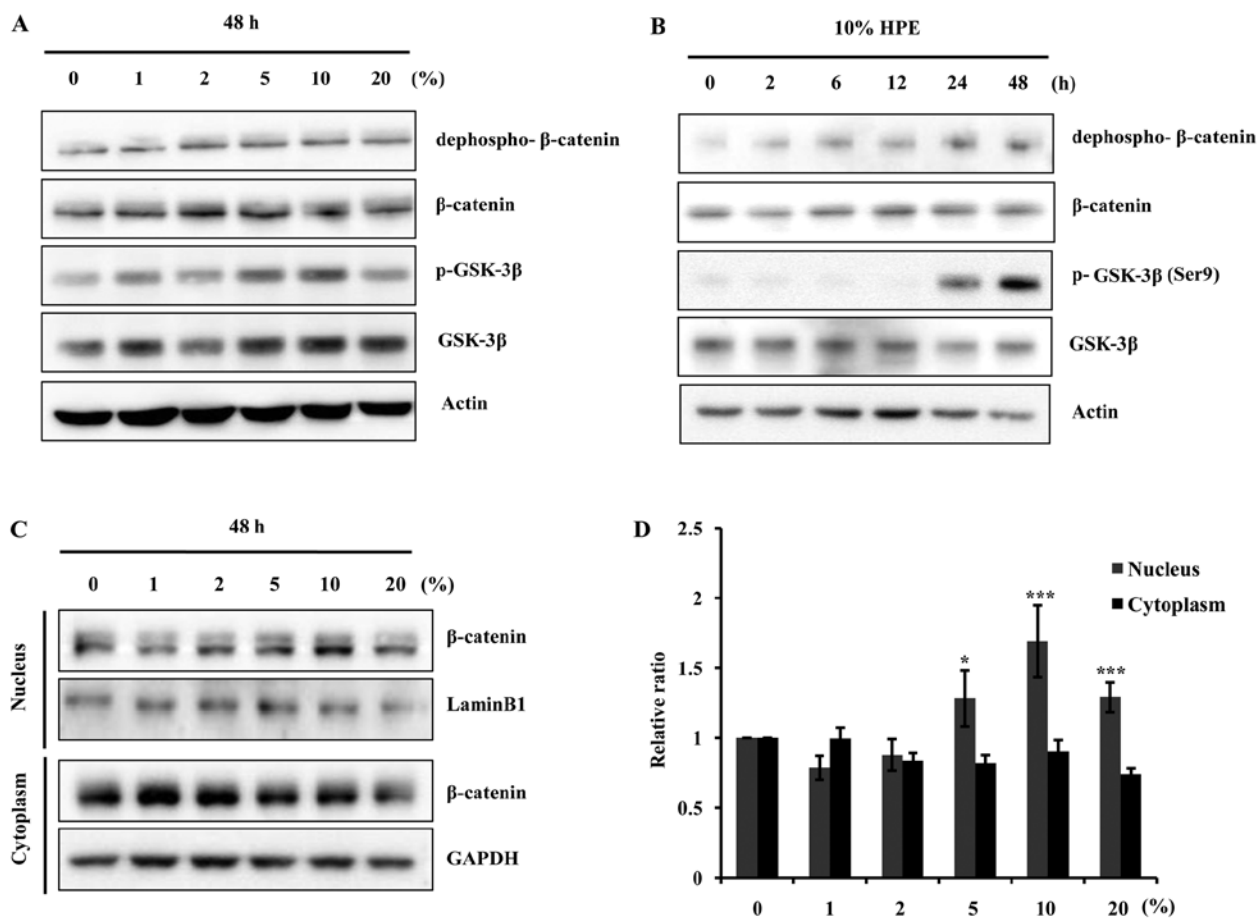 A
48 h
0 1 2 5 10 20 (%)
dephospho- β-catenin
β-catenin
p-GSK-3β
GSK-3β
Actin
B
10% HPE
0 2 6 12 24 48 (h)
dephospho- β-catenin
β-catenin
p- GSK-3β (Ser9)
GSK-3β
Actin
C
48 h
0 1 2 5 10 20 (%)
Nucleus
β-catenin
LaminB1
Cytoplasm
β-catenin
GAPDH
D
Relative ratio
2.5
2
1.5
1
0.5
0
Nucleus
Cytoplasm
*
***
***
0 1 2 5 10 20 (%)